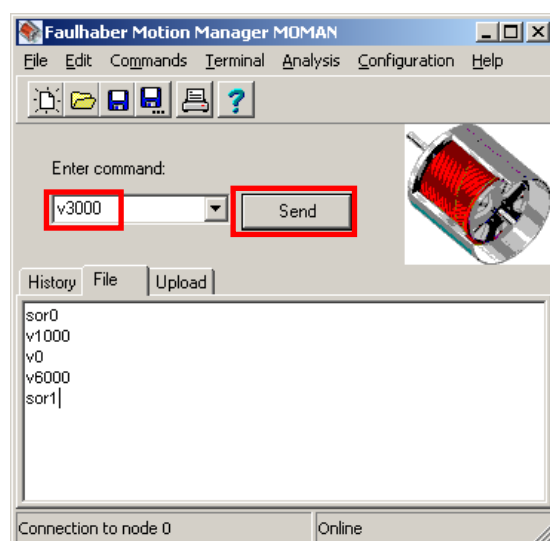 Faulhaber Motion Manager MOMAN
File Edit Commands Terminal Analysis Configuration Help
Enter command:
v3000 Send
History File Upload
sor0
v1000
v0
v6000
sor1
Connection to node 0 Online